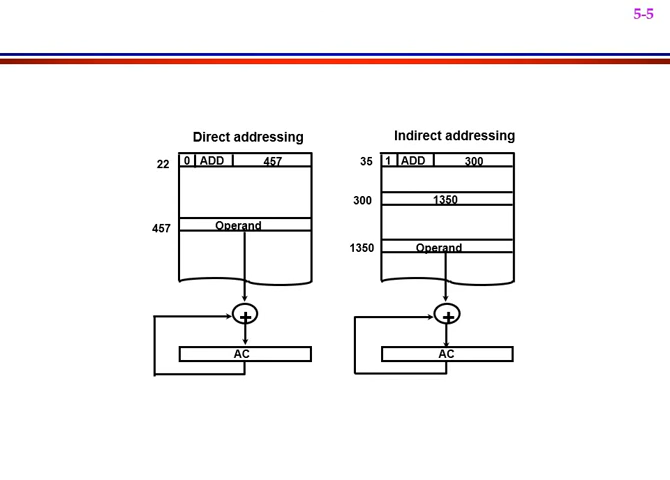 5-5
Direct addressing
22 0 ADD 457
457 Operand
+
AC
Indirect addressing
35 1 ADD 300
300 1350
1350 Operand
+
AC